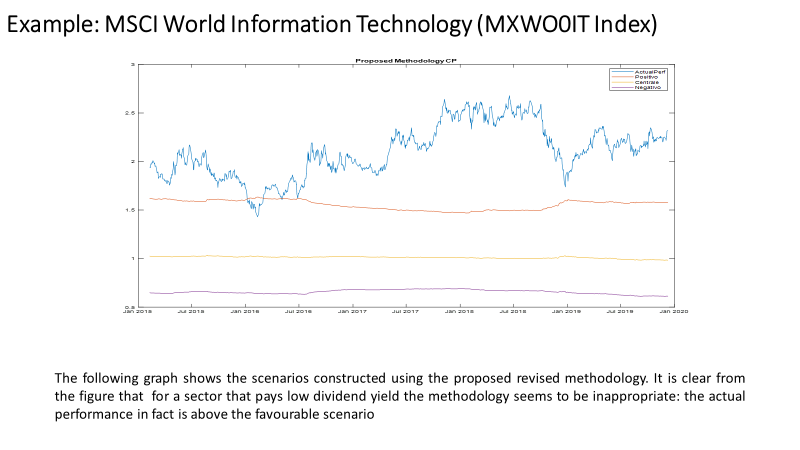 Example: MSCI World Information Technology (MXWO0IT Index)
Proposed Methodology CP
ActualPerf
Positivo
Centrale
Negativo
3
2.5
2
1.5
1
0.5
Jan 2015 Jul 2015 Jan 2016 Jul 2016 Jan 2017 Jul 2017 Jan 2018 Jul 2018 Jan 2019 Jul 2019 Jan 2020
The following graph shows the scenarios constructed using the proposed revised methodology. It is clear from
the figure that for a sector that pays low dividend yield the methodology seems to be inappropriate: the actual
performance in fact is above the favourable scenario